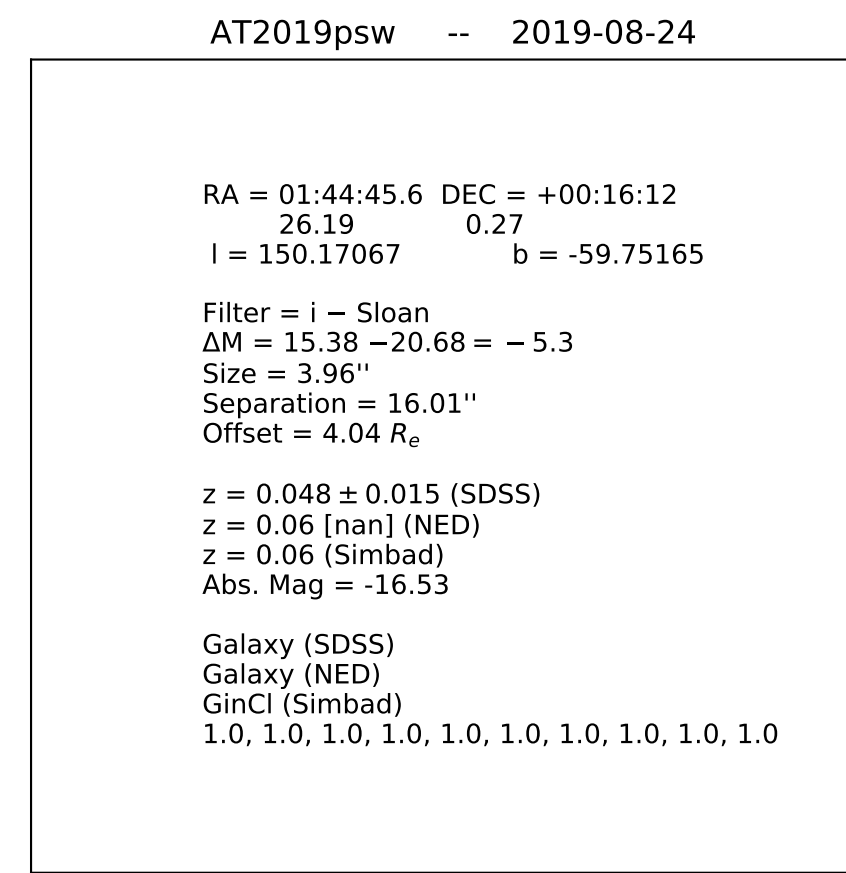 AT2019psw -- 2019-08-24
RA = 01:44:45.6 DEC = +00:16:12
26.19 0.27
l = 150.17067 b = -59.75165
Filter = i − Sloan
ΔM = 15.38 −20.68 = − 5.3
Size = 3.96''
Separation = 16.01''
Offset = 4.04 Rₑ
z = 0.048 ± 0.015 (SDSS)
z = 0.06 [nan] (NED)
z = 0.06 (Simbad)
Abs. Mag = -16.53
Galaxy (SDSS)
Galaxy (NED)
GinCl (Simbad)
1.0, 1.0, 1.0, 1.0, 1.0, 1.0, 1.0, 1.0, 1.0, 1.0